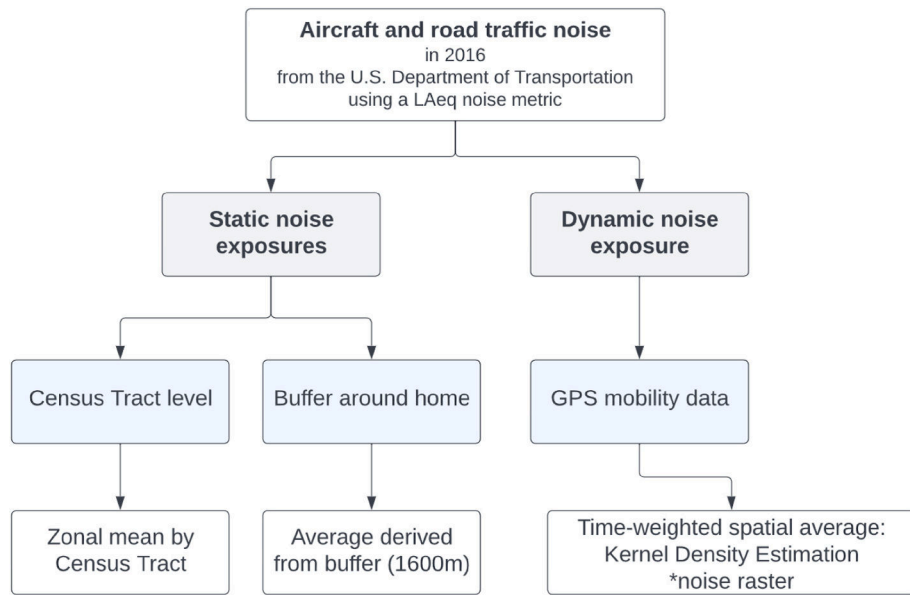 Aircraft and road traffic noise
in 2016
from the U.S. Department of Transportation
using a LAeq noise metric
Static noise
exposures
Dynamic noise
exposure
Census Tract level
Buffer around home
GPS mobility data
Zonal mean by
Census Tract
Average derived
from buffer (1600m)
Time-weighted spatial average:
Kernel Density Estimation
*noise raster